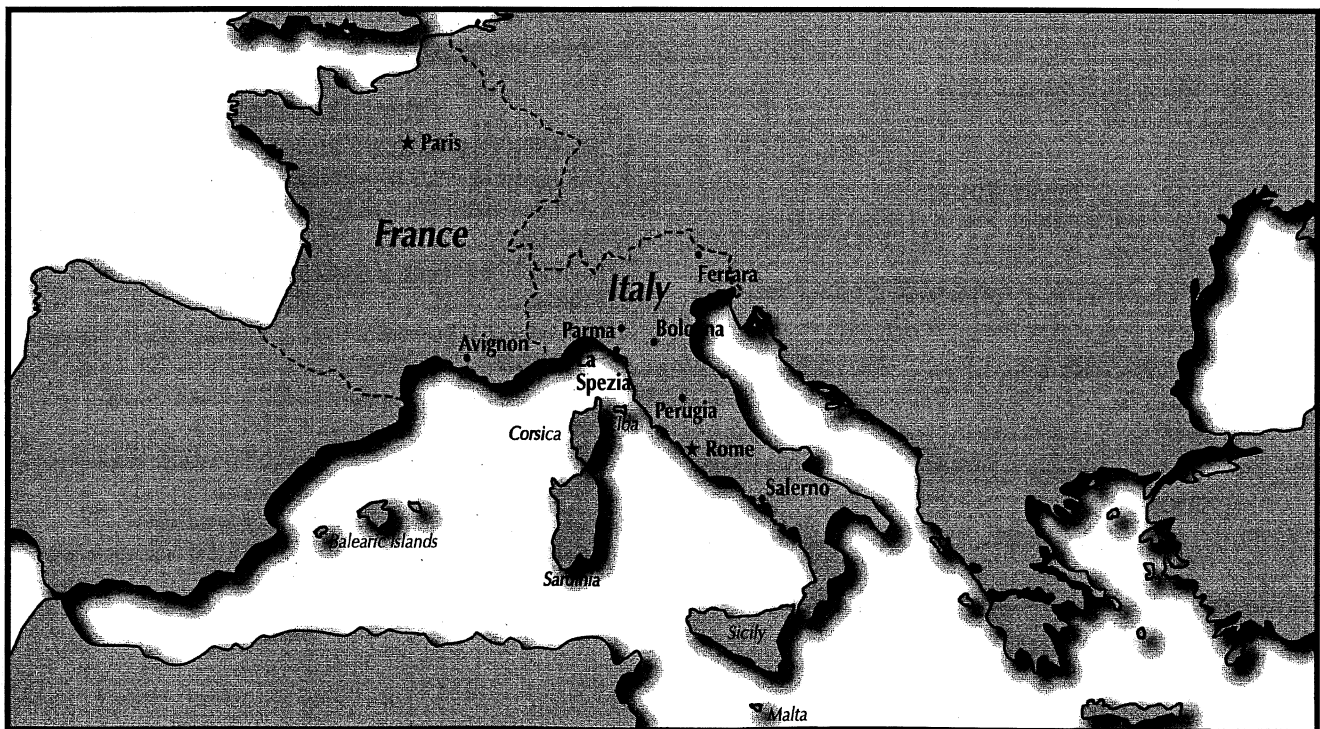 Paris
France
Ferrara
Italy
Parma
Bologna
Avignon
La
Spezia
Perugia
Corsica
Rome
Salerno
Balearic Islands
Sardinia
Sicily
Malta